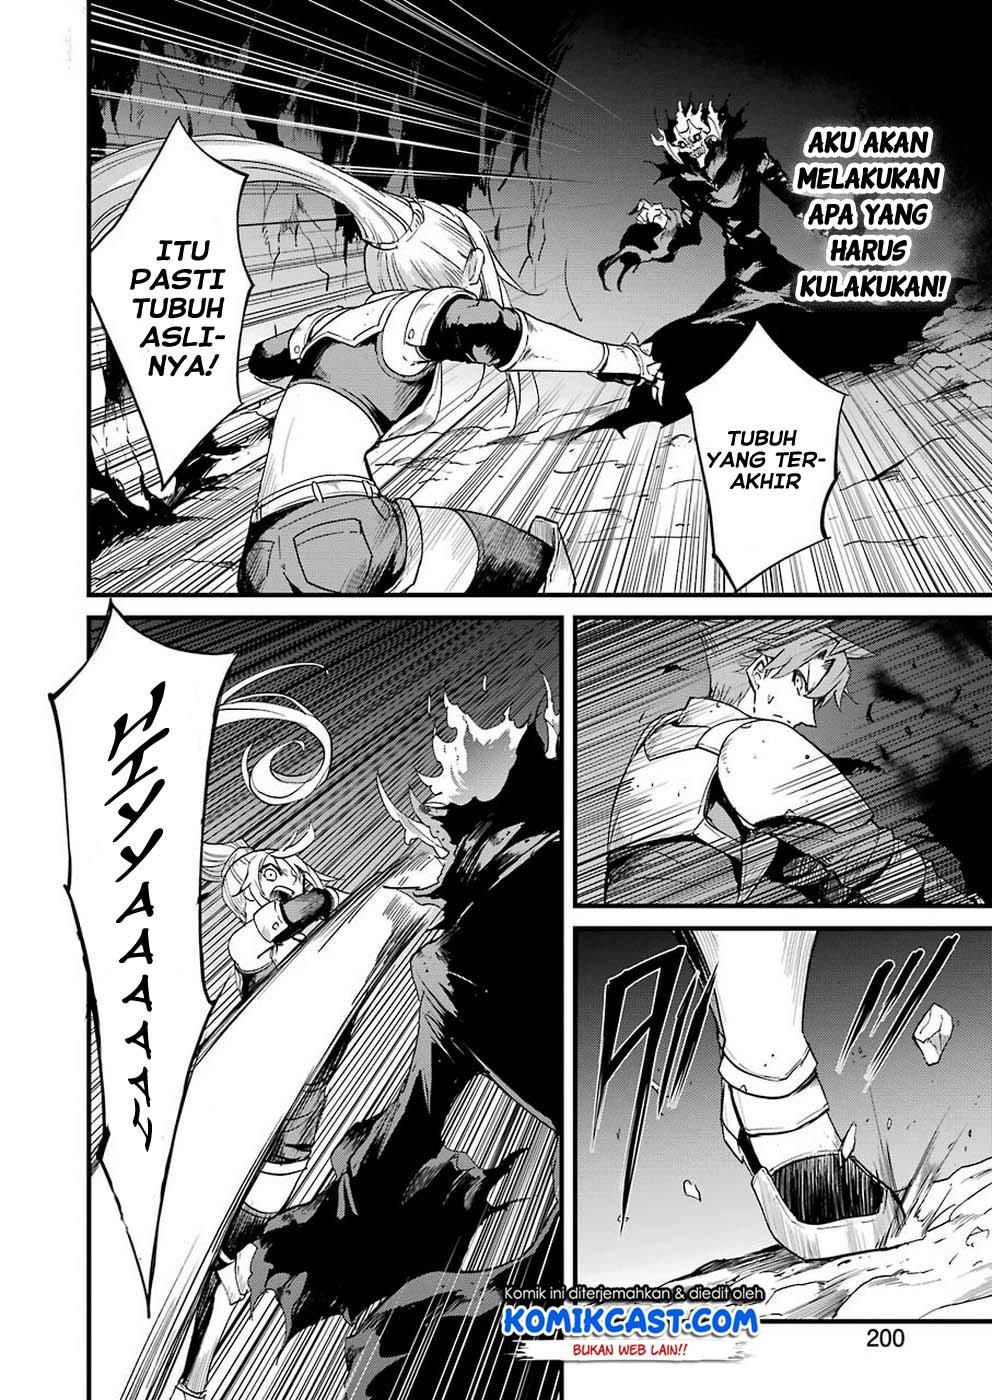 AKU AKAN
MELAKUKAN
APA YANG
HARUS
KULAKUKAN!
TUBUH
YANG TER-
AKHIR
ITU
PASTI
TUBUH
ASLI-
NYA!
HIYYAAAAAA~
Komik ini diterjemahkan & diedit oleh
KOMIKCAST.COM
BUKAN WEB LAIN!!
200